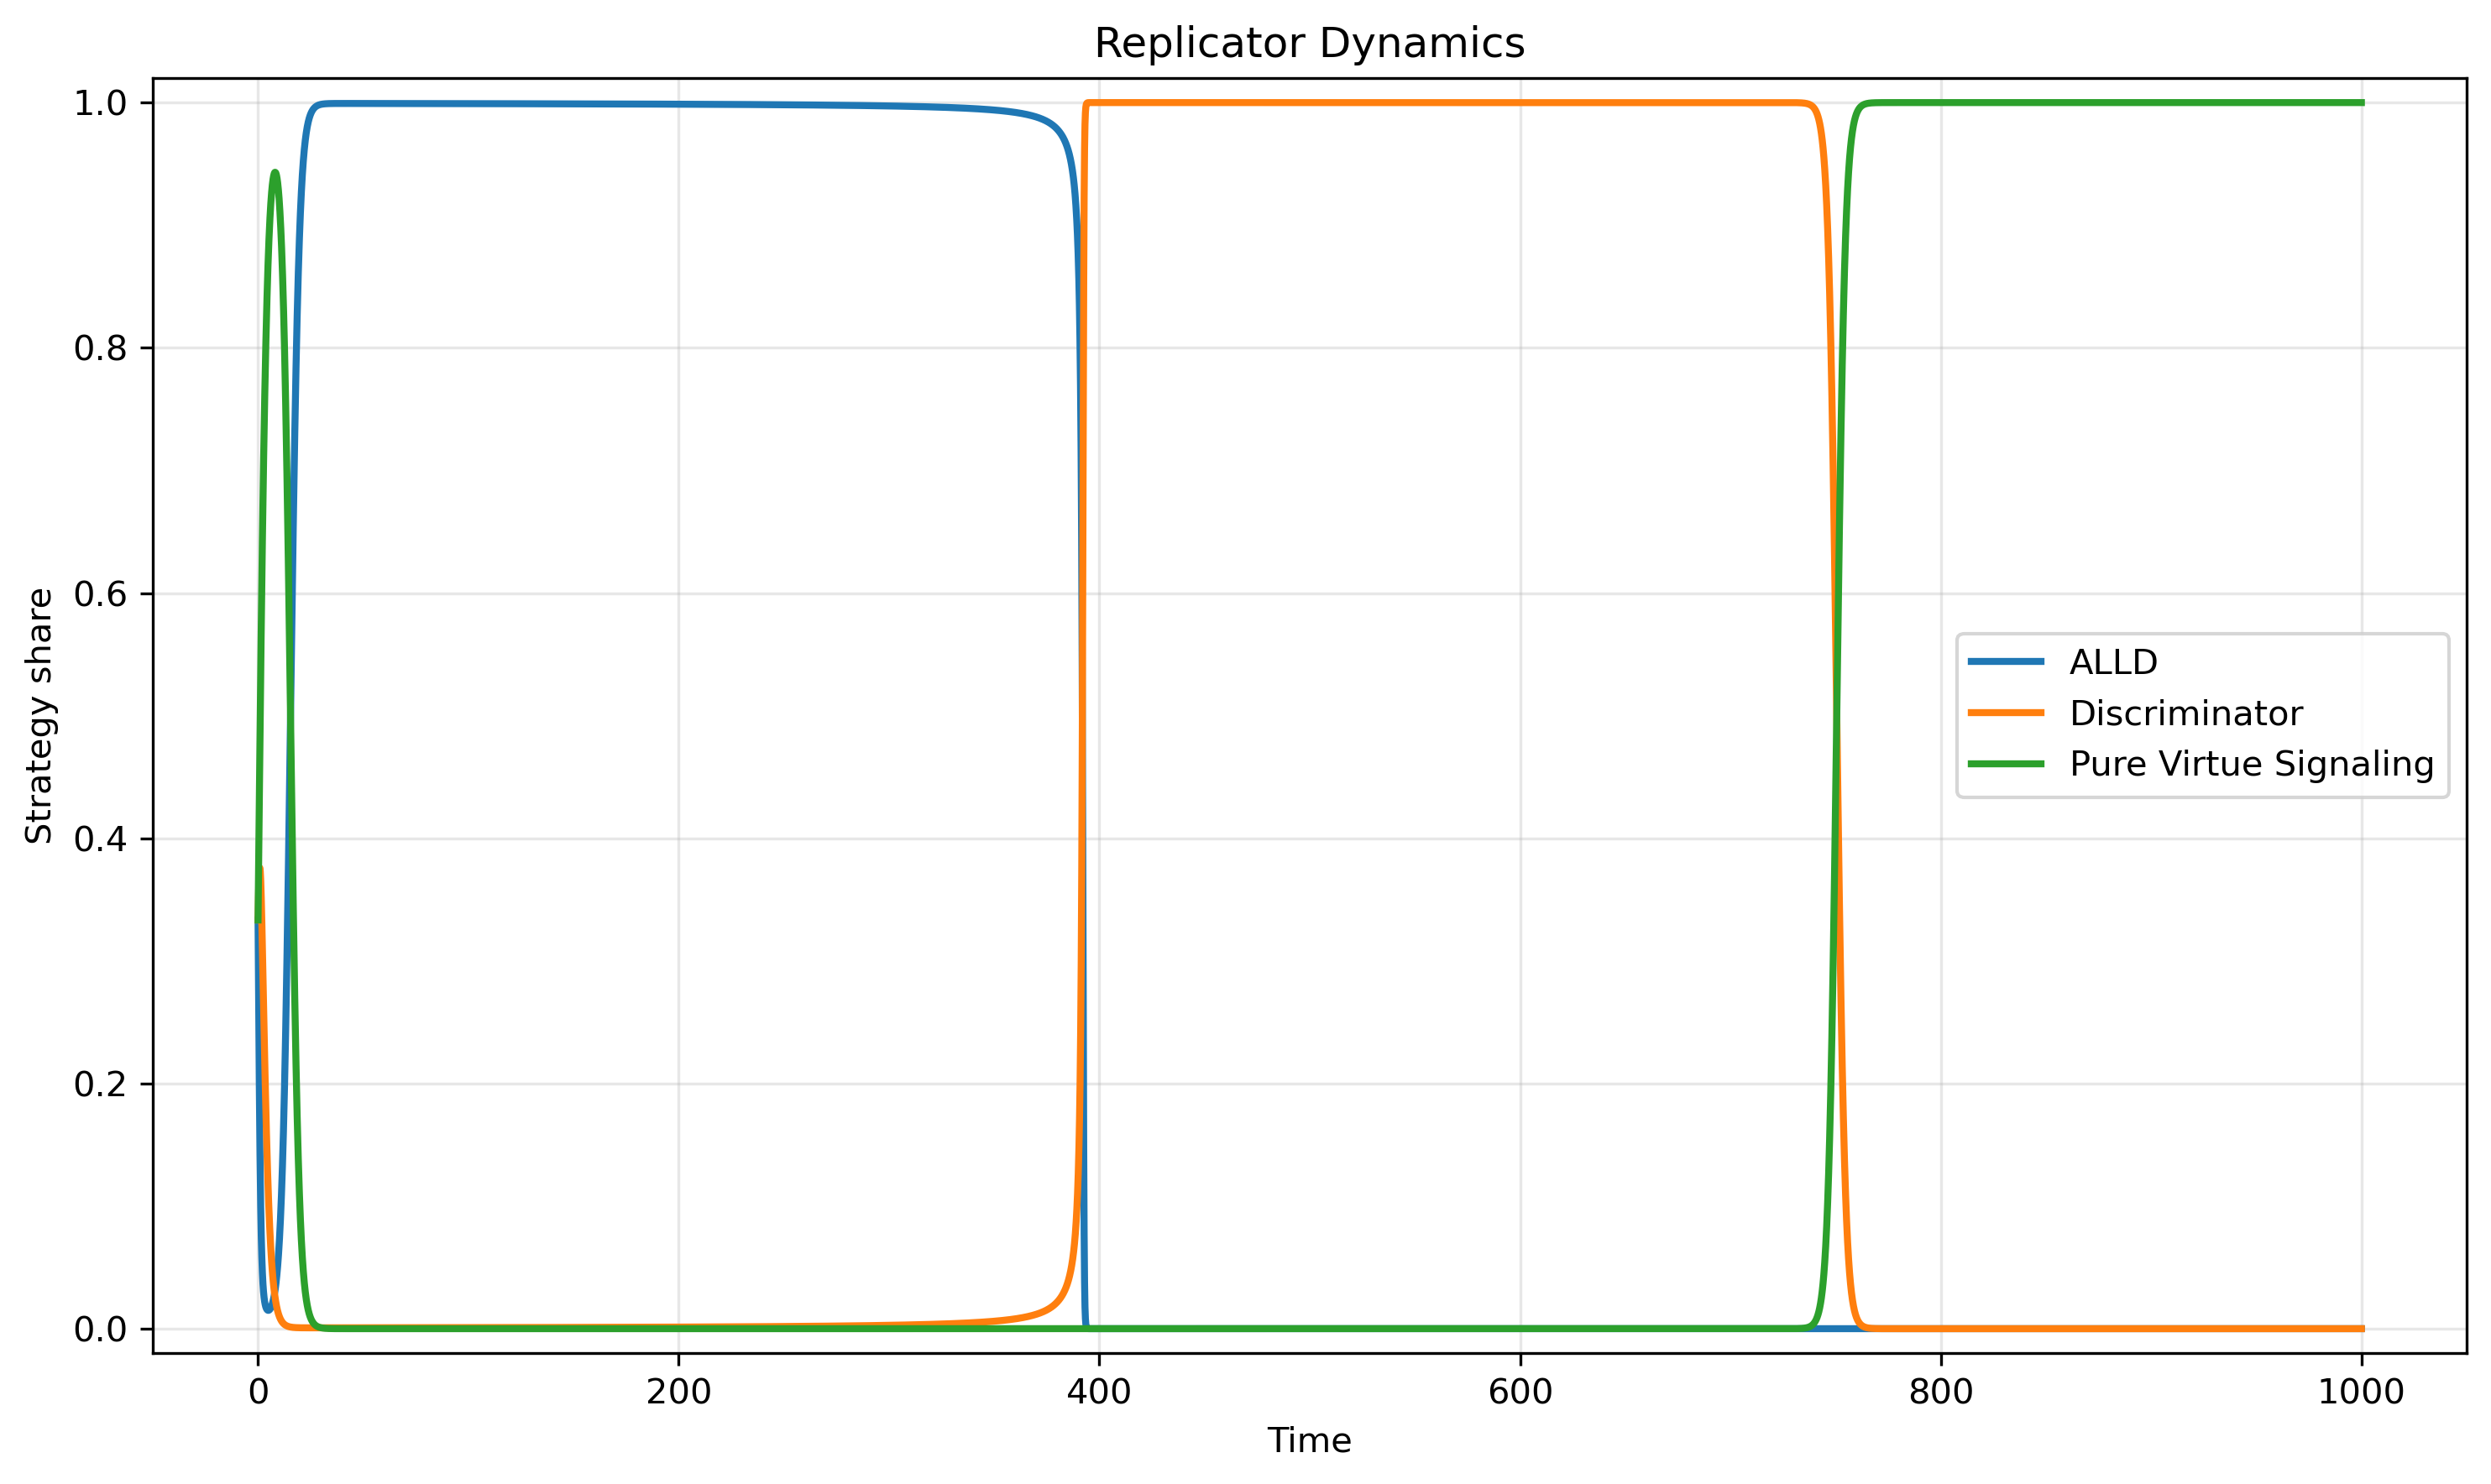 Replicator Dynamics
Strategy share
1.0
0.8
0.6
0.4
0.2
0.0
ALLD
Discriminator
Pure Virtue Signaling
0 200 400 600 800 1000
Time